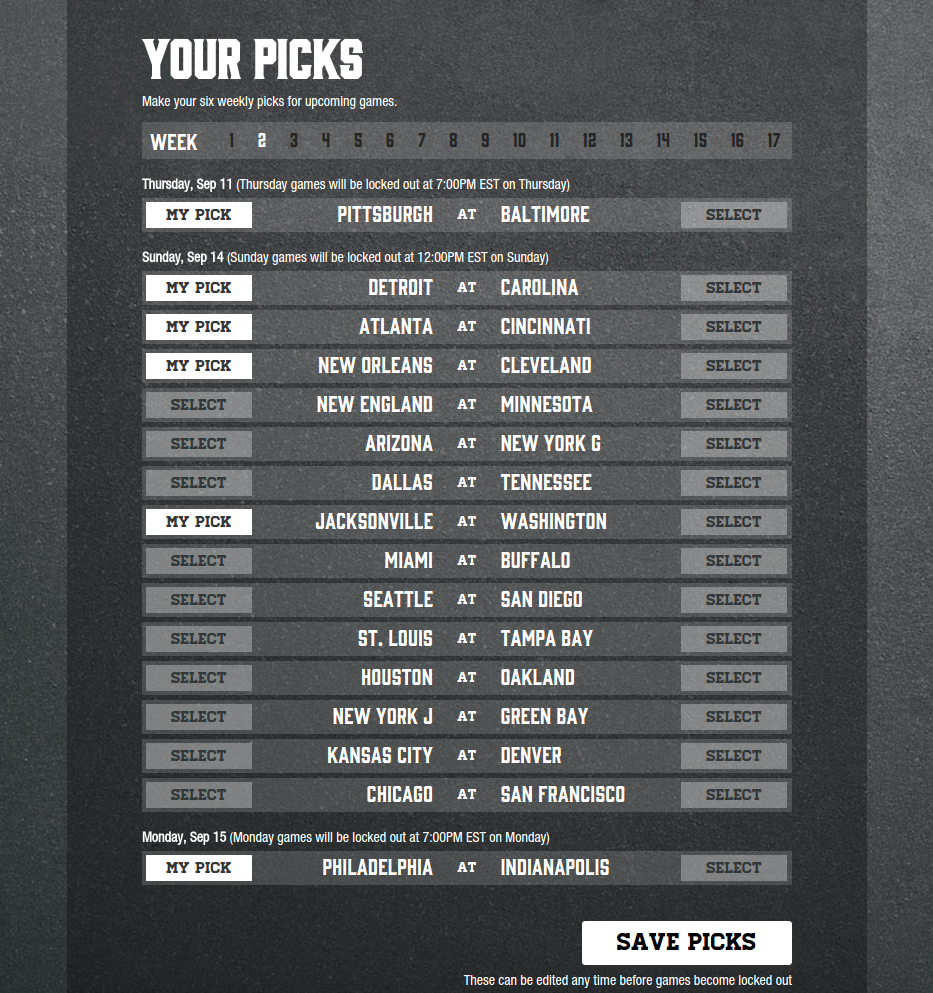 YOUR PICKS
Make your six weekly picks for upcoming games.
WEEK 1 2 3 4 5 6 7 8 9 10 11 12 13 14 15 16 17
Thursday, Sep 11 (Thursday games will be locked out at 7:00PM EST on Thursday)
MY PICK PITTSBURGH AT BALTIMORE SELECT
Sunday, Sep 14 (Sunday games will be locked out at 12:00PM EST on Sunday)
MY PICK DETROIT AT CAROLINA SELECT
MY PICK ATLANTA AT CINCINNATI SELECT
MY PICK NEW ORLEANS AT CLEVELAND SELECT
SELECT NEW ENGLAND AT MINNESOTA SELECT
SELECT ARIZONA AT NEW YORK G SELECT
SELECT DALLAS AT TENNESSEE SELECT
MY PICK JACKSONVILLE AT WASHINGTON SELECT
SELECT MIAMI AT BUFFALO SELECT
SELECT SEATTLE AT SAN DIEGO SELECT
SELECT ST. LOUIS AT TAMPA BAY SELECT
SELECT HOUSTON AT OAKLAND SELECT
SELECT NEW YORK J AT GREEN BAY SELECT
SELECT KANSAS CITY AT DENVER SELECT
SELECT CHICAGO AT SAN FRANCISCO SELECT
Monday, Sep 15 (Monday games will be locked out at 7:00PM EST on Monday)
MY PICK PHILADELPHIA AT INDIANAPOLIS SELECT
SAVE PICKS
These can be edited any time before games become locked out